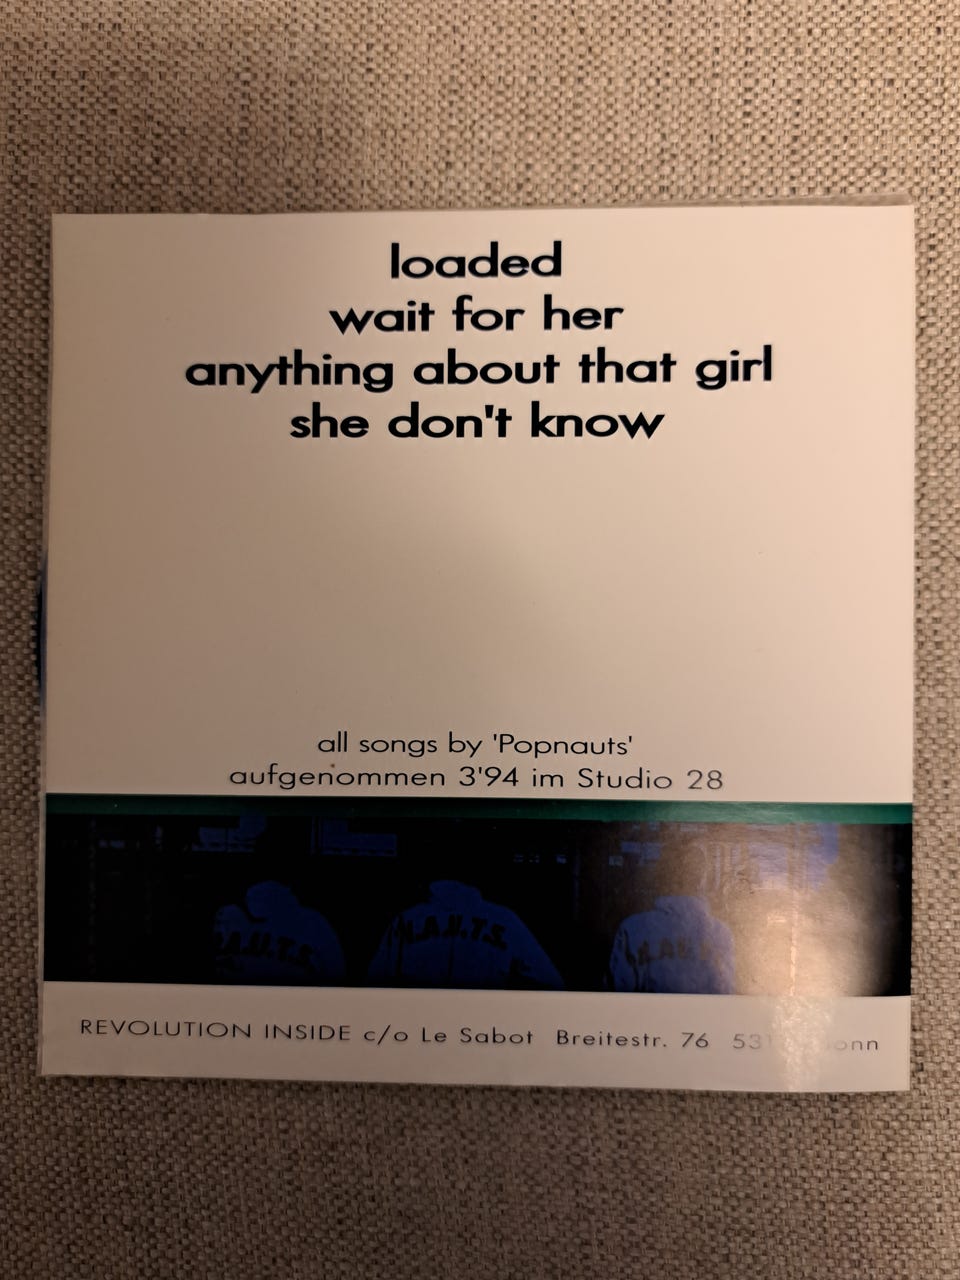 loaded
wait for her
anything about that girl
she don't know
all songs by 'Popnauts'
aufgenommen 3'94 im Studio 28
N.A.U.T.S.
REVOLUTION INSIDE c/o Le Sabot Breitestr. 76